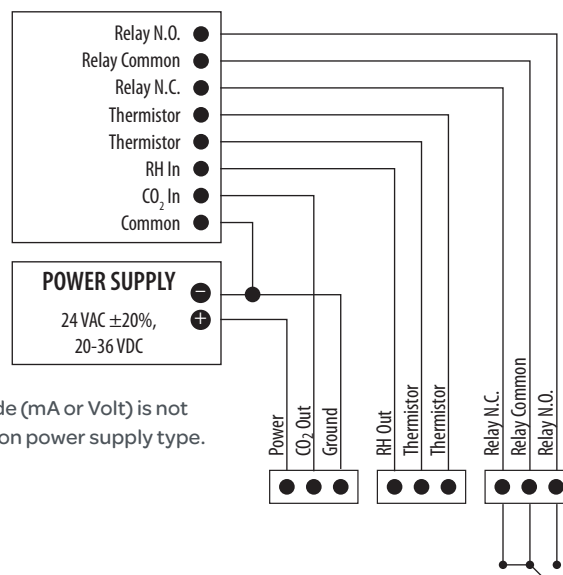 Relay N.O.
Relay Common
Relay N.C.
Thermistor
Thermistor
RH In
CO₂ In
Common
POWER SUPPLY
24 VAC ±20%,
20-36 VDC
−
+
de (mA or Volt) is not
on power supply type.
Power
CO₂ Out
Ground
RH Out
Thermistor
Thermistor
Relay N.C.
Relay Common
Relay N.O.